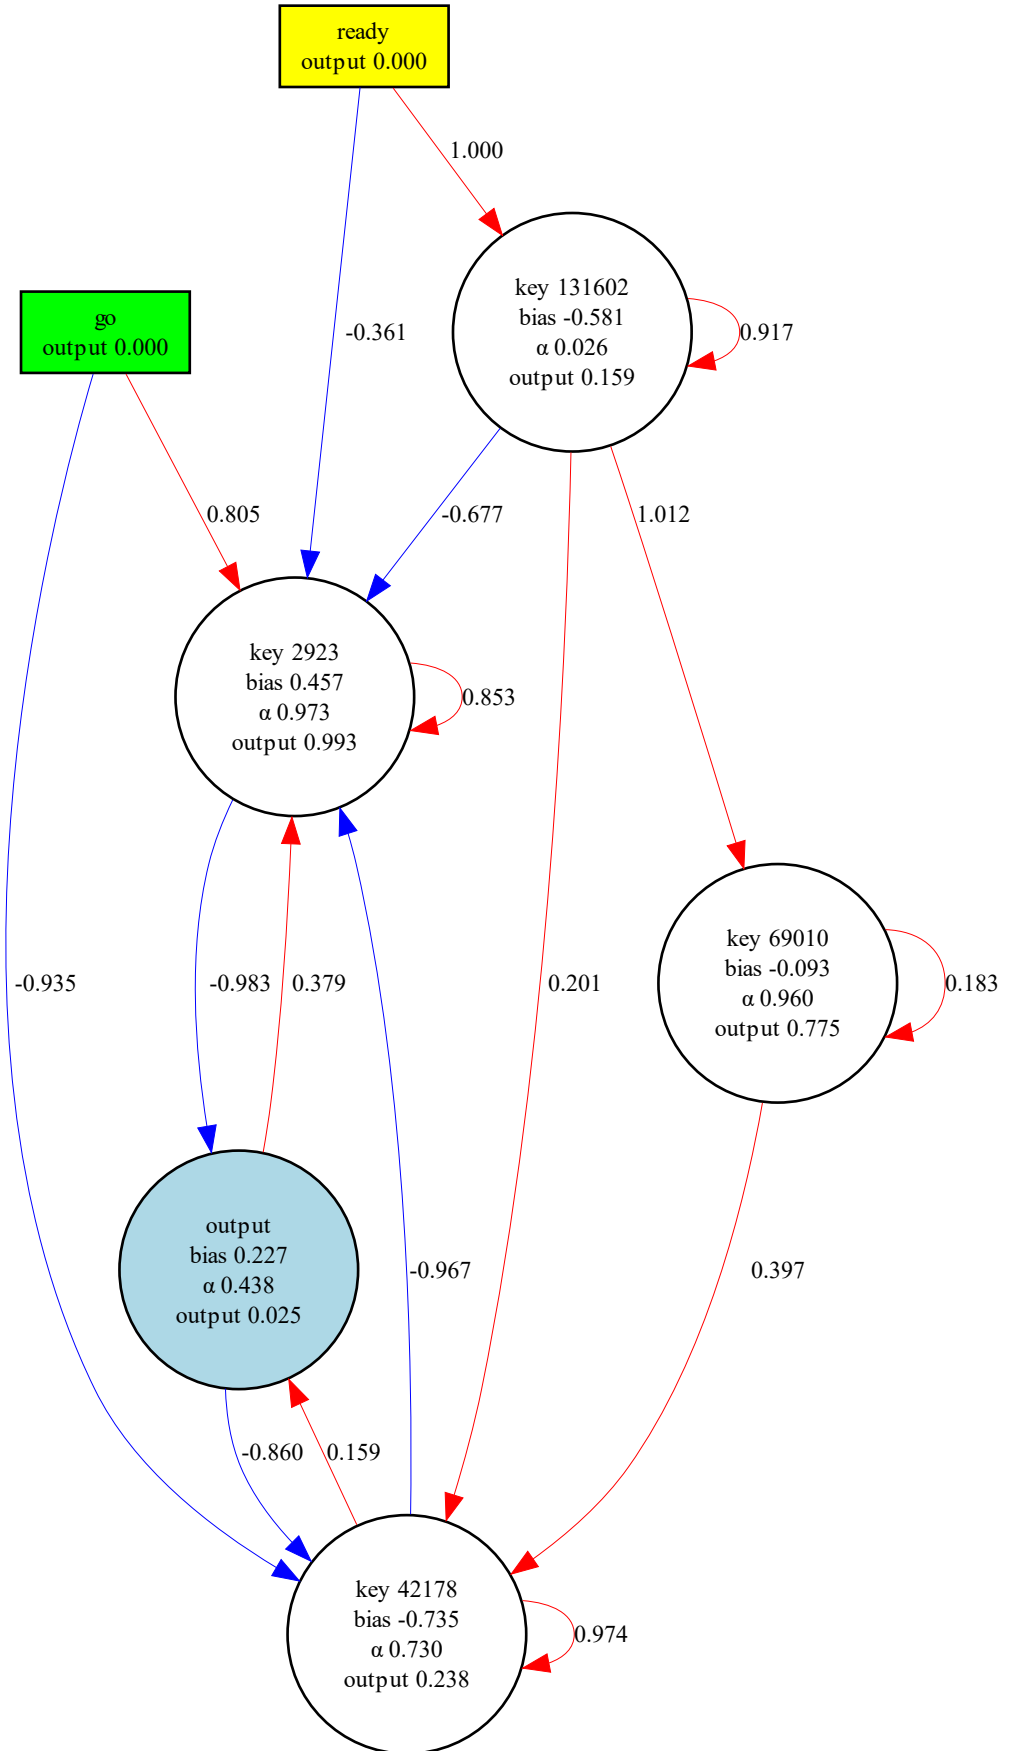 ready
output 0.000
1.000
key 131602
bias -0.581
α 0.026
output 0.159
0.917
go
output 0.000
-0.361
0.805
-0.677
1.012
key 2923
bias 0.457
α 0.973
output 0.993
0.853
key 69010
bias -0.093
α 0.960
output 0.775
-0.935
-0.983
0.379
0.201
0.183
output
bias 0.227
α 0.438
output 0.025
-0.967
0.397
-0.860
0.159
key 42178
bias -0.735
α 0.730
output 0.238
0.974